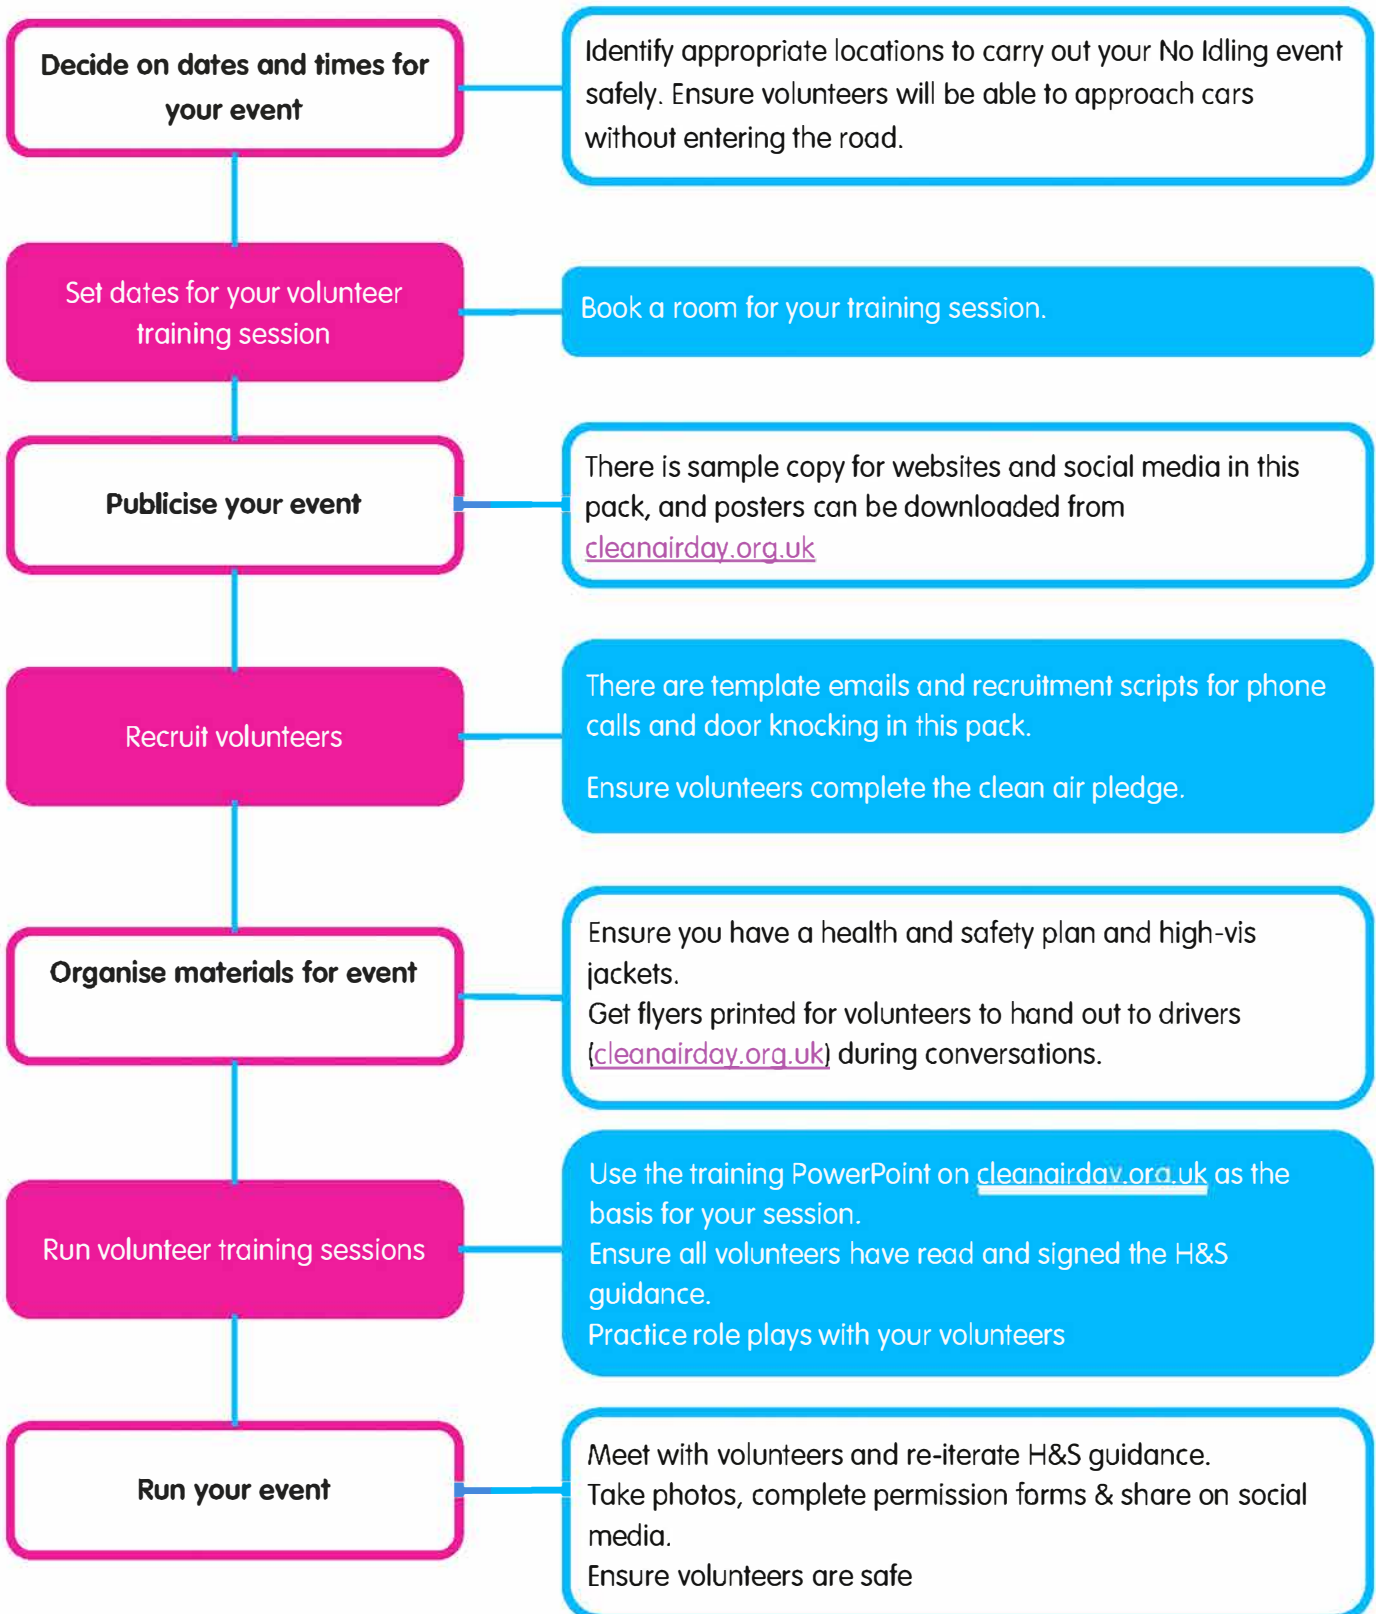 Decide on dates and times for
your event
Identify appropriate locations to carry out your No Idling event
safely. Ensure volunteers will be able to approach cars
without entering the road.
Set dates for your volunteer
training session
Book a room for your training session.
Publicise your event
There is sample copy for websites and social media in this
pack, and posters can be downloaded from
cleanairday.org.uk
Recruit volunteers
There are template emails and recruitment scripts for phone
calls and door knocking in this pack.
Ensure volunteers complete the clean air pledge.
Organise materials for event
Ensure you have a health and safety plan and high-vis
jackets.
Get flyers printed for volunteers to hand out to drivers
(cleanairday.org.uk) during conversations.
Run volunteer training sessions
Use the training PowerPoint on cleanairday.org.uk as the
basis for your session.
Ensure all volunteers have read and signed the H&S
guidance.
Practice role plays with your volunteers
Run your event
Meet with volunteers and re-iterate H&S guidance.
Take photos, complete permission forms & share on social
media.
Ensure volunteers are safe